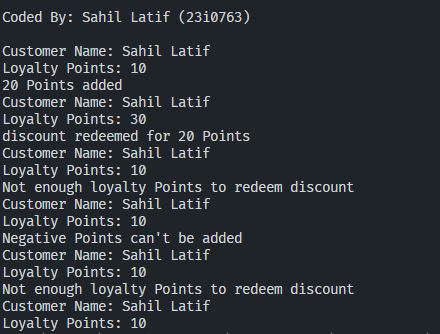 Coded By: Sahil Latif (23i0763)
Customer Name: Sahil Latif
Loyalty Points: 10
20 Points added
Customer Name: Sahil Latif
Loyalty Points: 30
discount redeemed for 20 Points
Customer Name: Sahil Latif
Loyalty Points: 10
Not enough loyalty Points to redeem discount
Customer Name: Sahil Latif
Loyalty Points: 10
Negative Points can't be added
Customer Name: Sahil Latif
Loyalty Points: 10
Not enough loyalty Points to redeem discount
Customer Name: Sahil Latif
Loyalty Points: 10